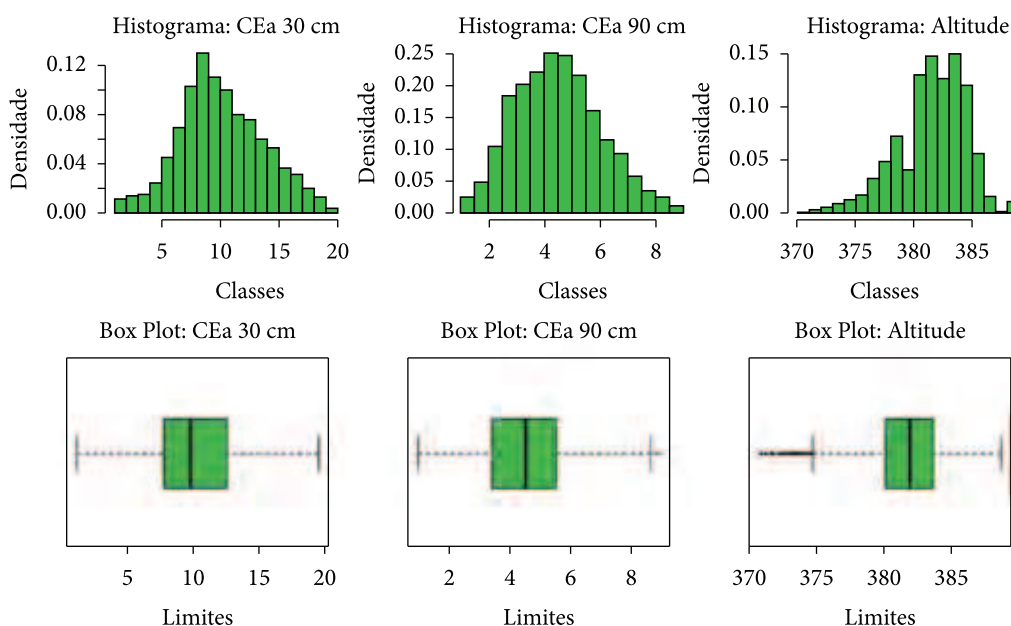 Histograma: CEa 30 cm
Densidade
0.12
0.08
0.04
0.00
5 10 15 20
Classes
Histograma: CEa 90 cm
Densidade
0.25
0.20
0.15
0.10
0.05
0.00
2 4 6 8
Classes
Histograma: Altitude
Densidade
0.15
0.10
0.05
0.00
370 375 380 385
Classes
Box Plot: CEa 30 cm
5 10 15 20
Limites
Box Plot: CEa 90 cm
2 4 6 8
Limites
Box Plot: Altitude
370 375 380 385
Limites